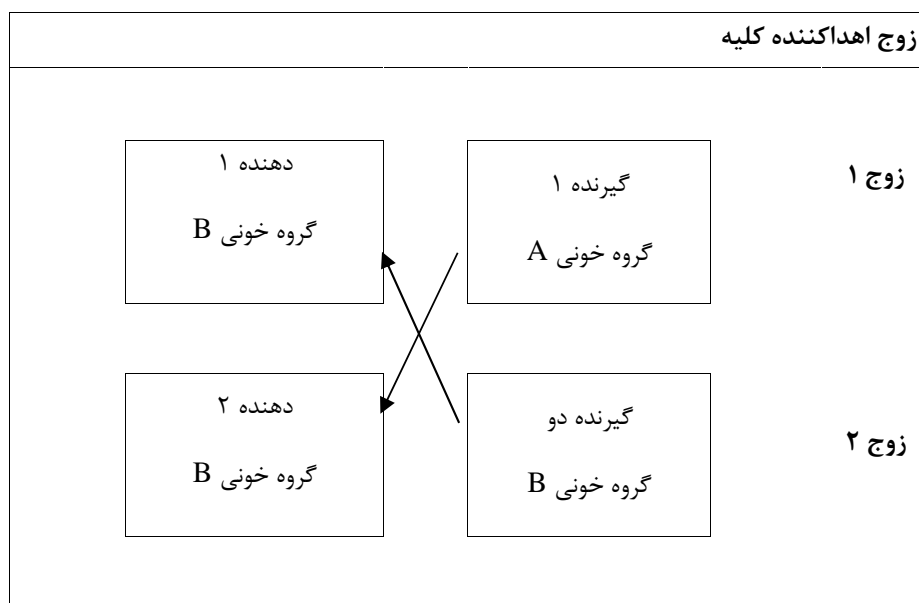 زوج اهداکننده کلیه
زوج ۱
گیرنده ۱
گروه خونی A
دهنده ۱
گروه خونی B
زوج ۲
گیرنده دو
گروه خونی B
دهنده ۲
گروه خونی B